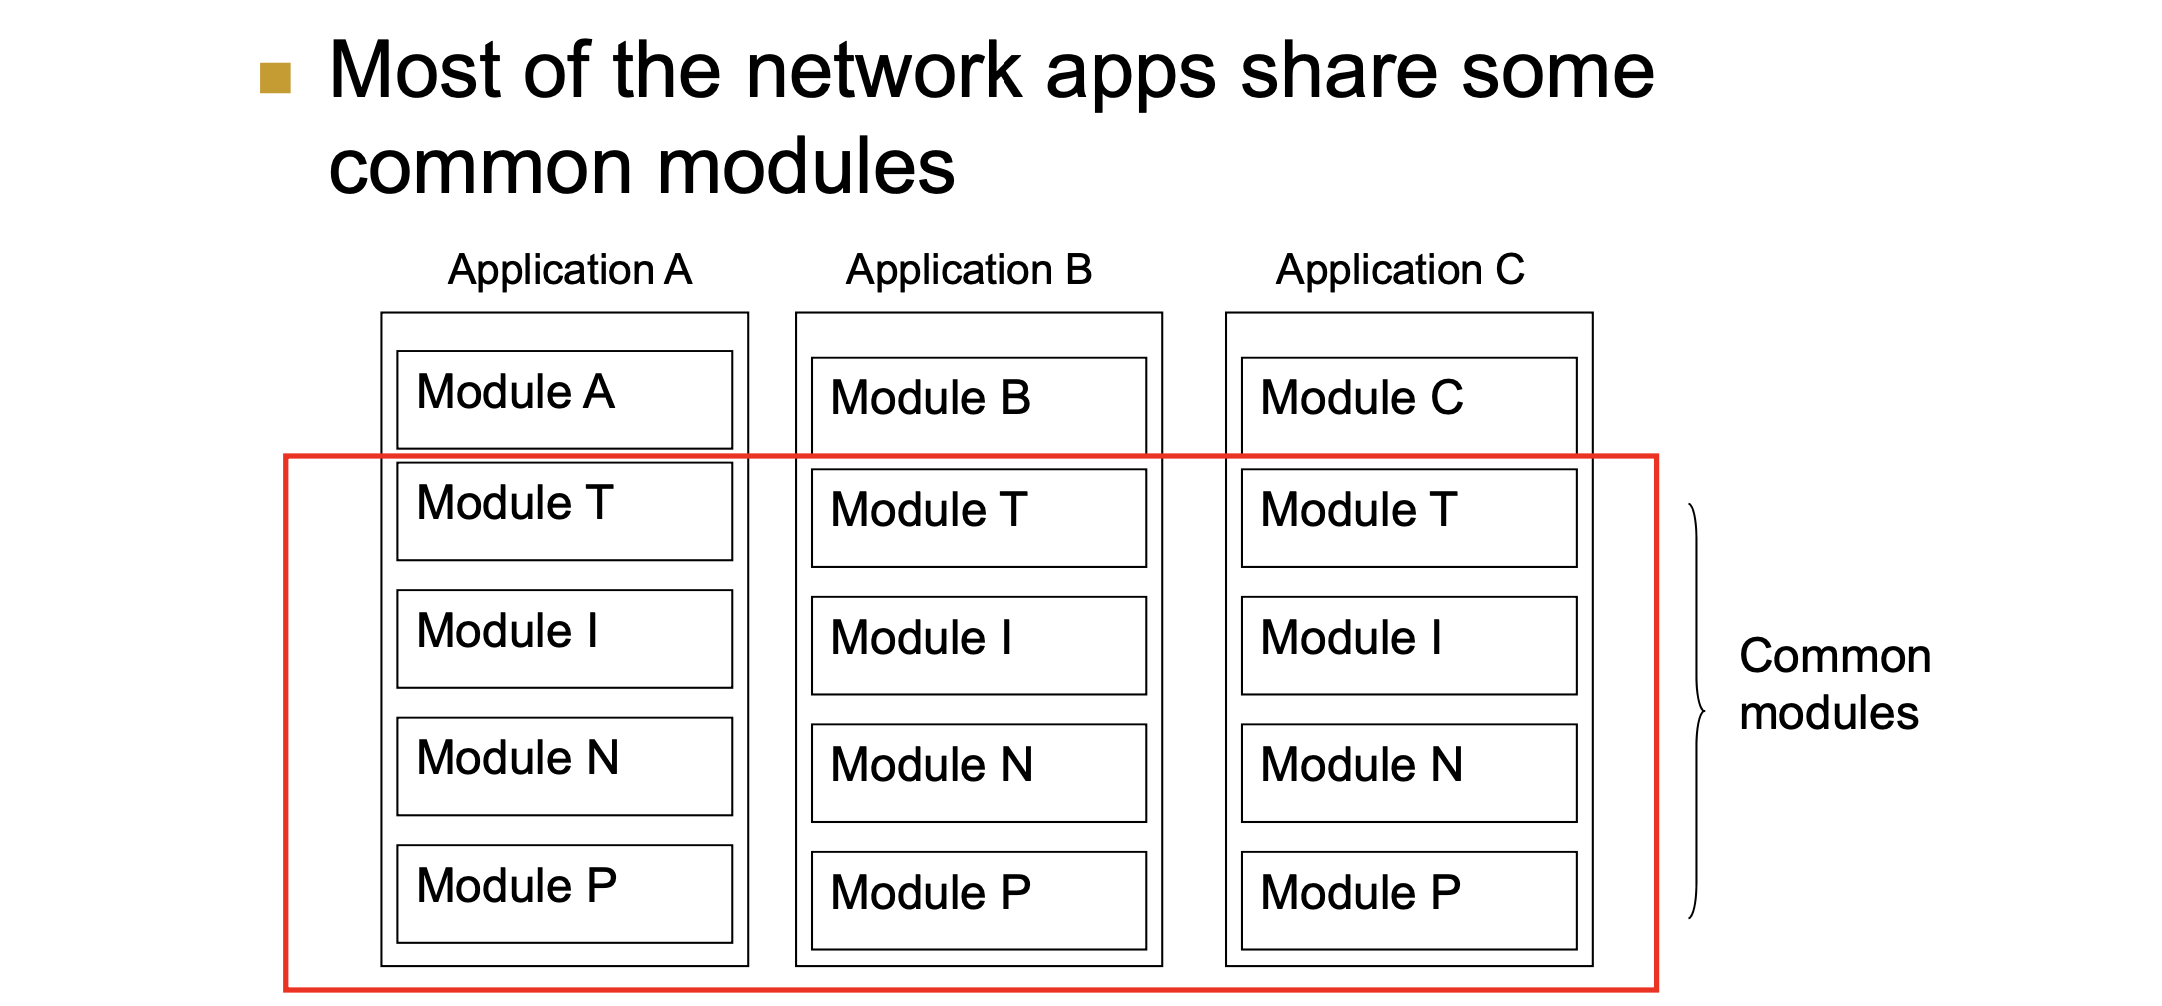 Most of the network apps share some
common modules
Application A
Application B
Application C
Module A
Module T
Module I
Module N
Module P
Module B
Module T
Module I
Module N
Module P
Module C
Module T
Module I
Module N
Module P
Common
modules